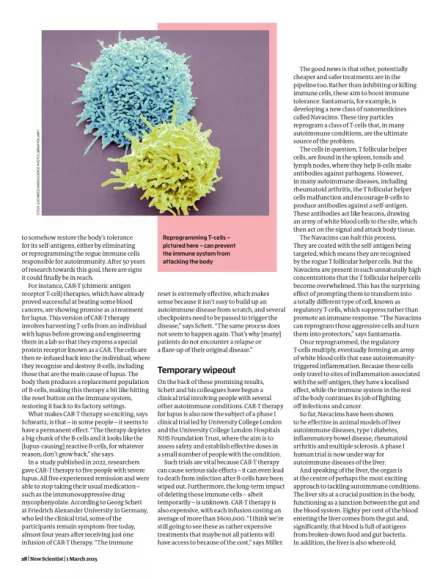 STEVE GSCHMEISSNER/SCIENCE PHOTO LIBRARY/ALAMY
Reprogramming T-cells –
pictured here – can prevent
the immune system from
attacking the body
to somehow restore the body's tolerance
for its self-antigens, either by eliminating
or reprogramming the rogue immune cells
responsible for autoimmunity. After 50 years
of research towards this goal, there are signs
it could finally be in reach.
For instance, CAR-T (chimeric antigen
receptor T-cell) therapies, which have already
proved successful at beating some blood
cancers, are showing promise as a treatment
for lupus. This version of CAR-T therapy
involves harvesting T-cells from an individual
with lupus before growing and engineering
them in a lab so that they express a special
protein receptor known as a CAR. The cells are
then re-infused back into the individual, where
they recognise and destroy B-cells, including
those that are the main cause of lupus. The
body then produces a replacement population
of B-cells, making this therapy a bit like hitting
the reset button on the immune system,
restoring it back to its factory settings.
What makes CAR-T therapy so exciting, says
Schwartz, is that – in some people – it seems to
have a permanent effect. "The therapy depletes
a big chunk of the B-cells and it looks like the
[lupus-causing] reactive B-cells, for whatever
reason, don't grow back," she says.
In a study published in 2022, researchers
gave CAR-T therapy to five people with severe
lupus. All five experienced remission and were
able to stop taking their usual medication –
such as the immunosuppressive drug
mycophenolate. According to Georg Schett
at Friedrich Alexander University in Germany,
who led the clinical trial, some of the
participants remain symptom-free today,
almost four years after receiving just one
infusion of CAR-T therapy. "The immune
reset is extremely effective, which makes
sense because it isn't easy to build up an
autoimmune disease from scratch, and several
checkpoints need to be passed to trigger the
disease," says Schett. "The same process does
not seem to happen again. That's why [many]
patients do not encounter a relapse or
a flare-up of their original disease."
Temporary wipeout
On the back of these promising results,
Schett and his colleagues have begun a
clinical trial involving people with several
other autoimmune conditions. CAR-T therapy
for lupus is also now the subject of a phase I
clinical trial led by University College London
and the University College London Hospitals
NHS Foundation Trust, where the aim is to
assess safety and establish effective doses in
a small number of people with the condition.
Such trials are vital because CAR-T therapy
can cause serious side effects – it can even lead
to death from infection after B-cells have been
wiped out. Furthermore, the long-term impact
of deleting those immune cells – albeit
temporarily – is unknown. CAR-T therapy is
also expensive, with each infusion costing an
average of more than $600,000. "I think we're
still going to see these as rather expensive
treatments that maybe not all patients will
have access to because of the cost," says Miller.
The good news is that other, potentially
cheaper and safer treatments are in the
pipeline too. Rather than inhibiting or killing
immune cells, these aim to boost immune
tolerance. Santamaria, for example, is
developing a new class of nanomedicines
called Navacims. These tiny particles
reprogram a class of T-cells that, in many
autoimmune conditions, are the ultimate
source of the problem.
The cells in question, T follicular helper
cells, are found in the spleen, tonsils and
lymph nodes, where they help B-cells make
antibodies against pathogens. However,
in many autoimmune diseases, including
rheumatoid arthritis, the T follicular helper
cells malfunction and encourage B-cells to
produce antibodies against a self-antigen.
These antibodies act like beacons, drawing
an army of white blood cells to the site, which
then act on the signal and attack body tissue.
The Navacims can halt this process.
They are coated with the self-antigen being
targeted, which means they are recognised
by the rogue T follicular helper cells. But the
Navacims are present in such unnaturally high
concentrations that the T follicular helper cells
become overwhelmed. This has the surprising
effect of prompting them to transform into
a totally different type of cell, known as
regulatory T-cells, which suppress rather than
promote an immune response. "The Navacims
can reprogram those aggressive cells and turn
them into protectors," says Santamaria.
Once reprogrammed, the regulatory
T-cells multiply, eventually forming an army
of white blood cells that ease autoimmunity-
triggered inflammation. Because these cells
only travel to sites of inflammation associated
with the self-antigen, they have a localised
effect, while the immune system in the rest
of the body continues its job of fighting
off infections and cancer.
So far, Navacims have been shown
to be effective in animal models of liver
autoimmune diseases, type 1 diabetes,
inflammatory bowel disease, rheumatoid
arthritis and multiple sclerosis. A phase I
human trial is now under way for
autoimmune diseases of the liver.
And speaking of the liver, the organ is
at the centre of perhaps the most exciting
approach to tackling autoimmune conditions.
The liver sits at a crucial position in the body,
functioning as a junction between the gut and
the blood system. Eighty per cent of the blood
entering the liver comes from the gut and,
significantly, that blood is full of antigens
from broken-down food and gut bacteria.
In addition, the liver is also where old,
28 | New Scientist | 1 March 2025